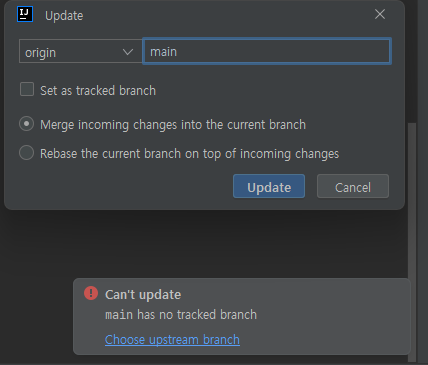 IJ
Update
origin
main
Set as tracked branch
Merge incoming changes into the current branch
Rebase the current branch on top of incoming changes
Update
Cancel
Can't update
main has no tracked branch
Choose upstream branch